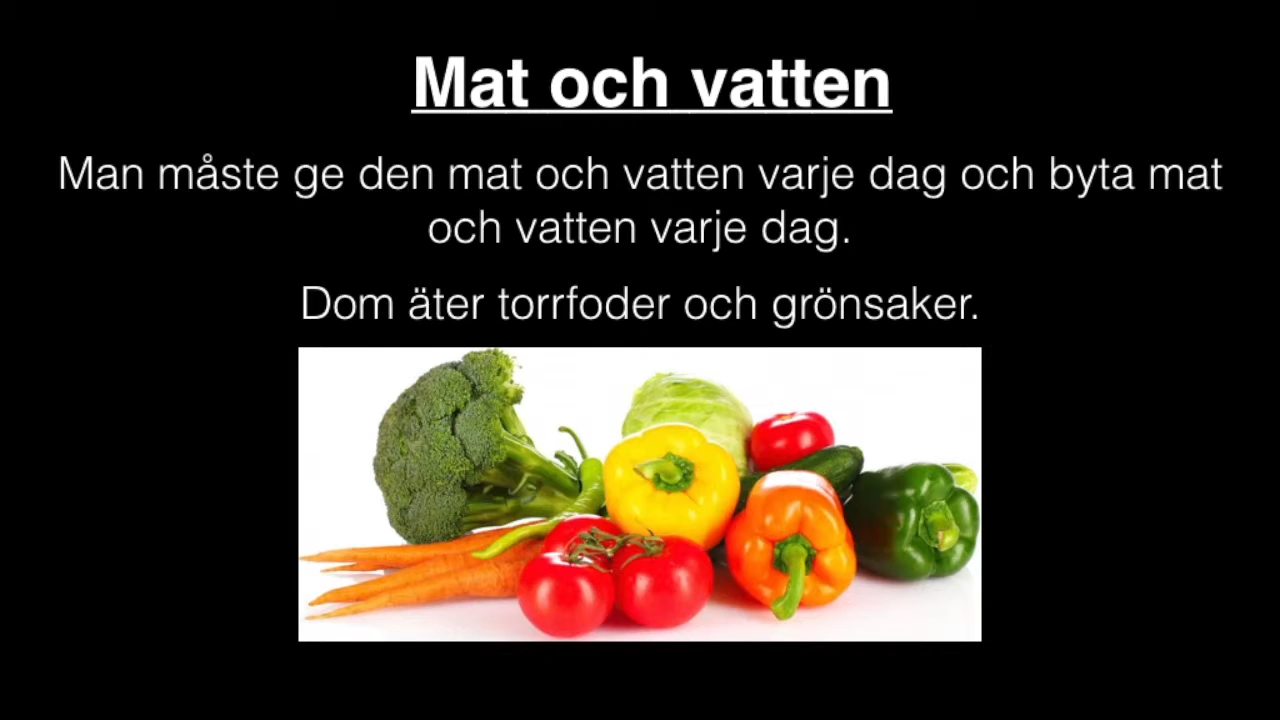 Mat och vatten
Man måste ge den mat och vatten varje dag och byta mat
och vatten varje dag.
Dom äter torrfoder och grönsaker.